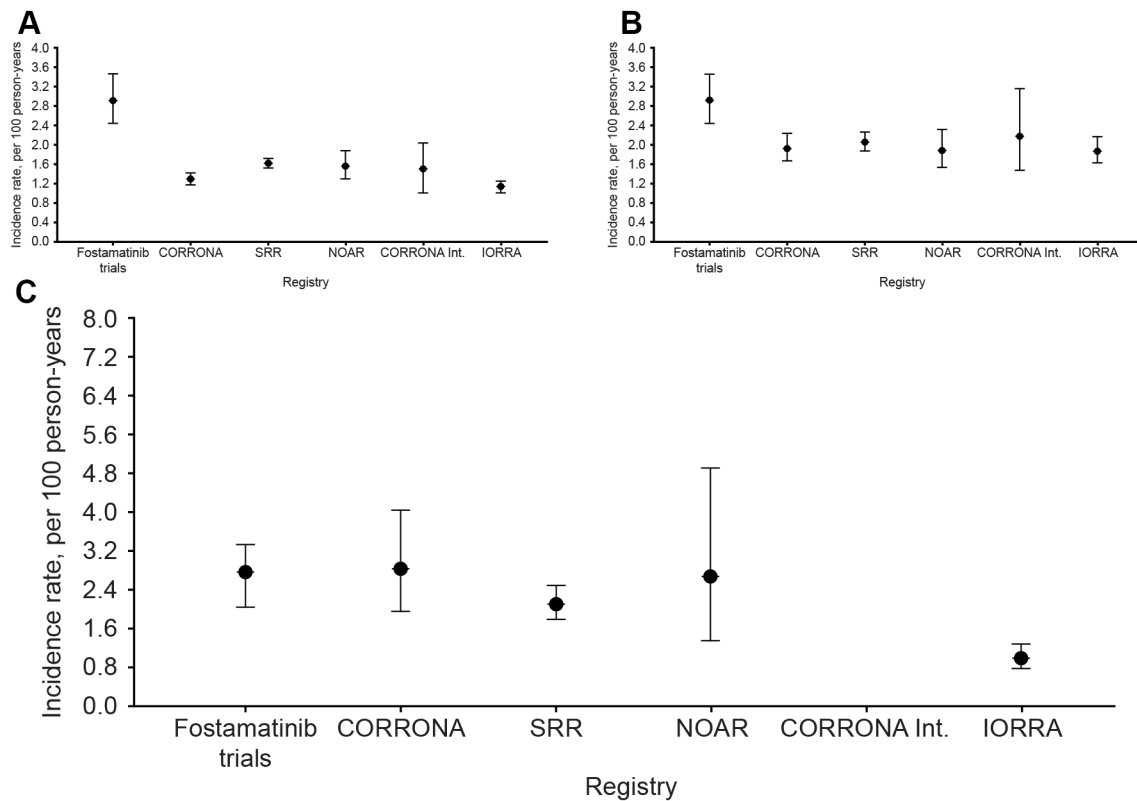 A
Incidence rate, per 100 person-years
4.0
3.6
3.2
2.8
2.4
2.0
1.6
1.2
0.8
0.4
0.0
Fostamatinib
trials
CORRONA
SRR
NOAR
CORRONA Int.
IORRA
Registry
B
Incidence rate, per 100 person-years
4.0
3.6
3.2
2.8
2.4
2.0
1.6
1.2
0.8
0.4
0.0
Fostamatinib
trials
CORRONA
SRR
NOAR
CORRONA Int.
IORRA
Registry
C
Incidence rate, per 100 person-years
8.0
7.2
6.4
5.6
4.8
4.0
3.2
2.4
1.6
0.8
0.0
Fostamatinib
trials
CORRONA
SRR
NOAR
CORRONA Int.
IORRA
Registry